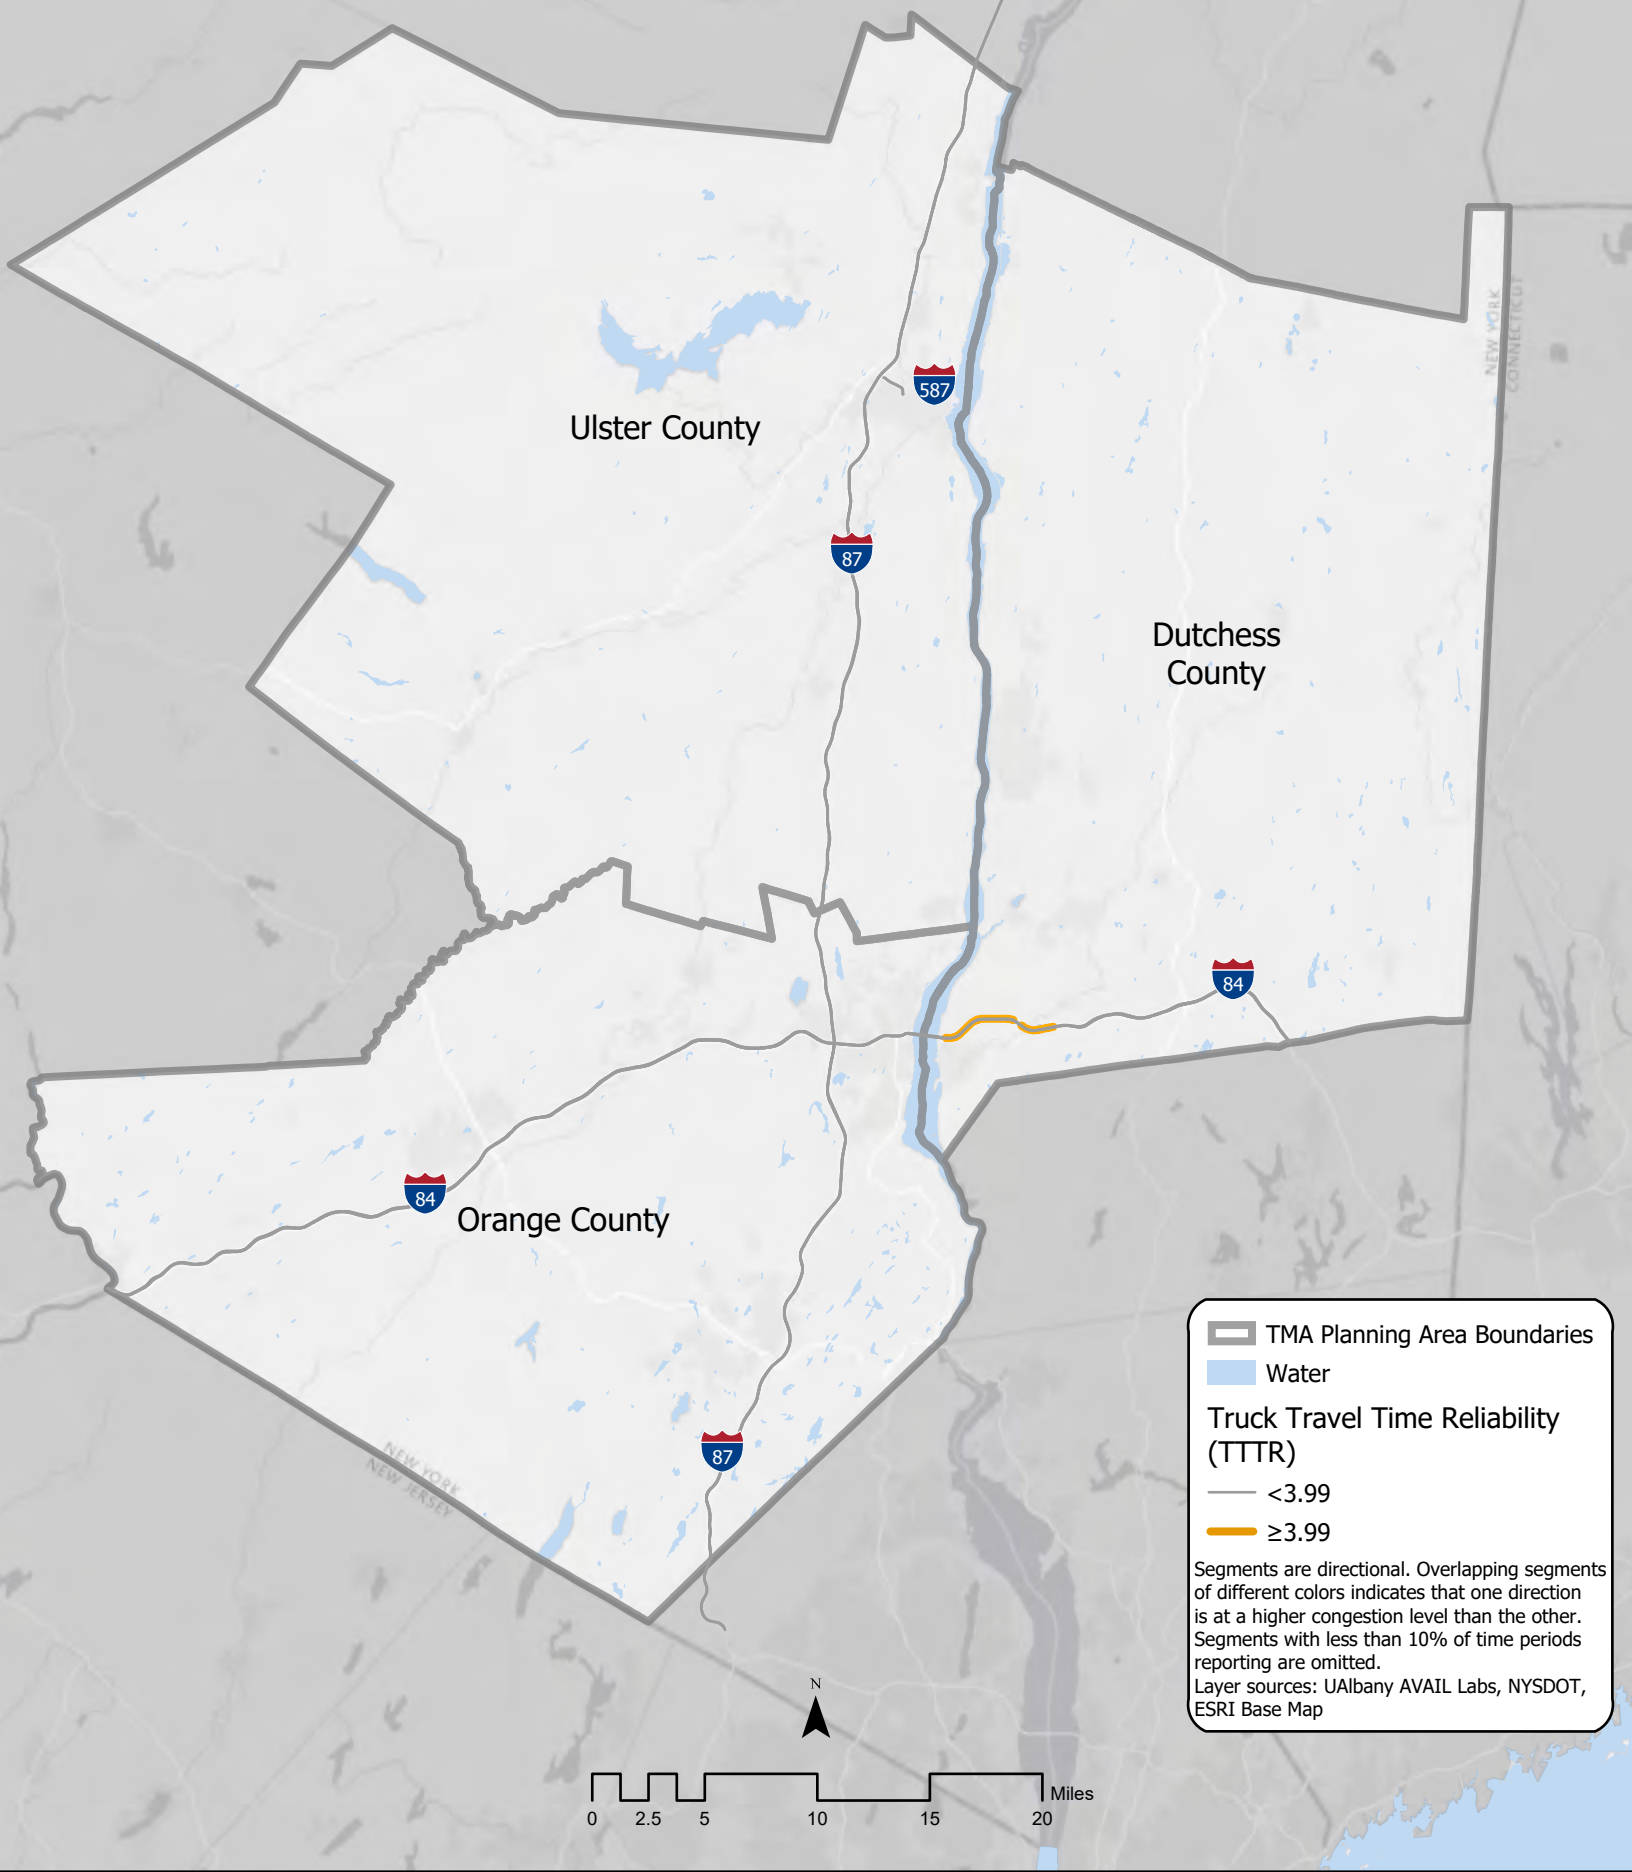 NEW YORK
CONNECTICUT
587
Ulster County
87
Dutchess
County
84
84
Orange County
87
NEW YORK
NEW JERSEY
TMA Planning Area Boundaries
Water
Truck Travel Time Reliability
(TTTR)
<3.99
≥3.99
Segments are directional. Overlapping segments
of different colors indicates that one direction
is at a higher congestion level than the other.
Segments with less than 10% of time periods
reporting are omitted.
Layer sources: UAlbany AVAIL Labs, NYSDOT,
ESRI Base Map
N
Miles
0 2.5 5 10 15 20